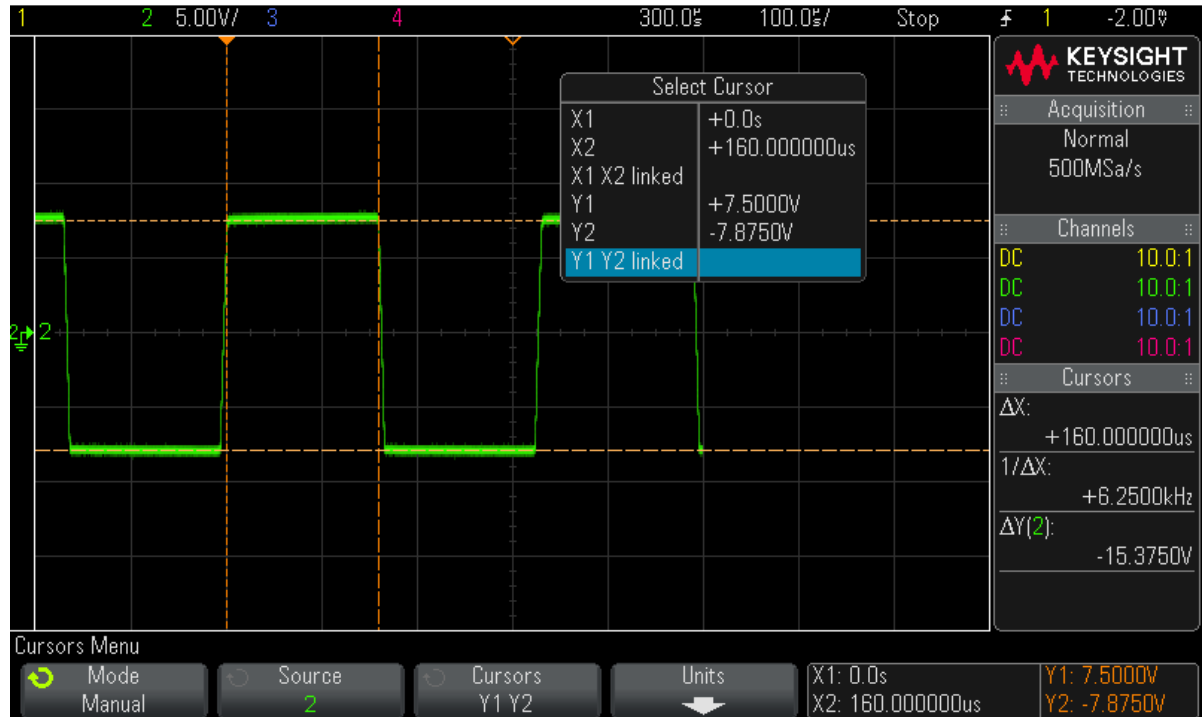 1 2 5.00V/ 3 4 300.0s 100.0s/ Stop 1 -2.00V
KEYSIGHT
TECHNOLOGIES
Acquisition
Normal
500MSa/s
Channels
DC 10.0:1
DC 10.0:1
DC 10.0:1
DC 10.0:1
Cursors
ΔX:
+160.000000us
1/ΔX:
+6.2500kHz
ΔY(2):
-15.3750V
Select Cursor
X1 +0.0s
X2 +160.000000us
X1 X2 linked
Y1 +7.5000V
Y2 -7.8750V
Y1 Y2 linked
2 2
Cursors Menu
Mode
Manual
Source
2
Cursors
Y1 Y2
Units
X1: 0.0s
X2: 160.000000us
Y1: 7.5000V
Y2: -7.8750V